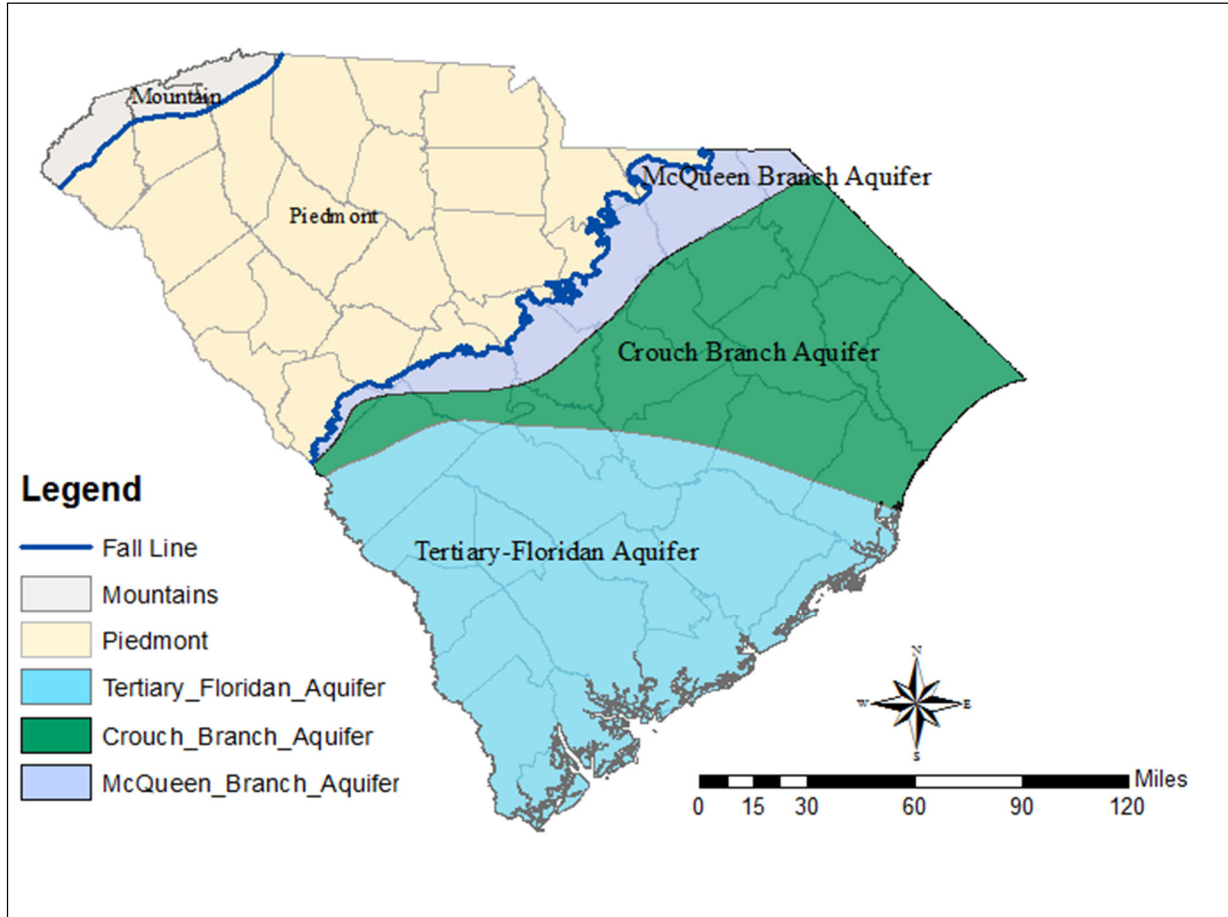 Mountain
McQueen Branch Aquifer
Piedmont
Crouch Branch Aquifer
Tertiary-Floridan Aquifer
Legend
Fall Line
Mountains
Piedmont
Tertiary_Floridan_Aquifer
Crouch_Branch_Aquifer
McQueen_Branch_Aquifer
N
W E
S
Miles
0 15 30 60 90 120